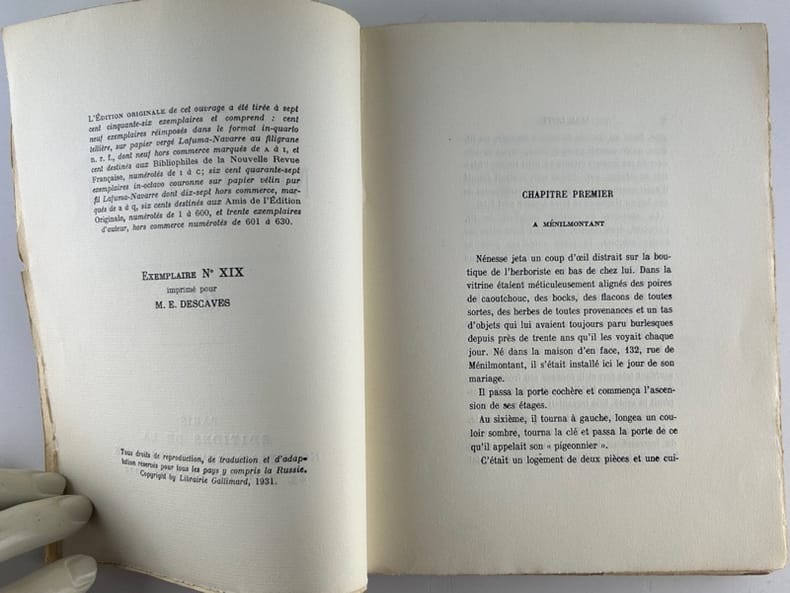 L'ÉDITION ORIGINALE de cet ouvrage a été tirée à sept
cent cinquante-six exemplaires et comprend : cent
neuf exemplaires réimposés dans le format in-quarto
tellière, sur papier vergé Lafuma-Navarre au filigrane
n. r. f., dont neuf hors commerce marqués de A à I, et
cent destinés aux Bibliophiles de la Nouvelle Revue
Française, numérotés de I à C; six cent quarante-sept
exemplaires in-octavo couronne sur papier vélin pur
fil Lafuma-Navarre dont dix-sept hors commerce, mar-
qués de a à q, six cents destinés aux Amis de l'Édition
Originale, numérotés de 1 à 600, et trente exemplaires
d'auteur, hors commerce numérotés de 601 à 630.
EXEMPLAIRE N° XIX
imprimé pour
M. E. DESCAVES
Tous droits de reproduction, de traduction et d'adap-
tation réservés pour tous les pays y compris la Russie.
Copyright by Librairie Gallimard, 1931.
CHAPITRE PREMIER
A MÉNILMONTANT
Nénesse jeta un coup d'œil distrait sur la bou-
tique de l'herboriste en bas de chez lui. Dans la
vitrine étaient méticuleusement alignés des poires
de caoutchouc, des bocks, des flacons de toutes
sortes, des herbes de toutes provenances et un tas
d'objets qui lui avaient toujours paru burlesques
depuis près de trente ans qu'il les voyait chaque
jour. Né dans la maison d'en face, 132, rue de
Ménilmontant, il s'était installé ici le jour de son
mariage.
Il passa la porte cochère et commença l'ascen-
sion de ses étages.
Au sixième, il tourna à gauche, longea un cou-
loir sombre, tourna la clé et passa la porte de ce
qu'il appelait son « pigeonnier ».
C'était un logement de deux pièces et une cui-